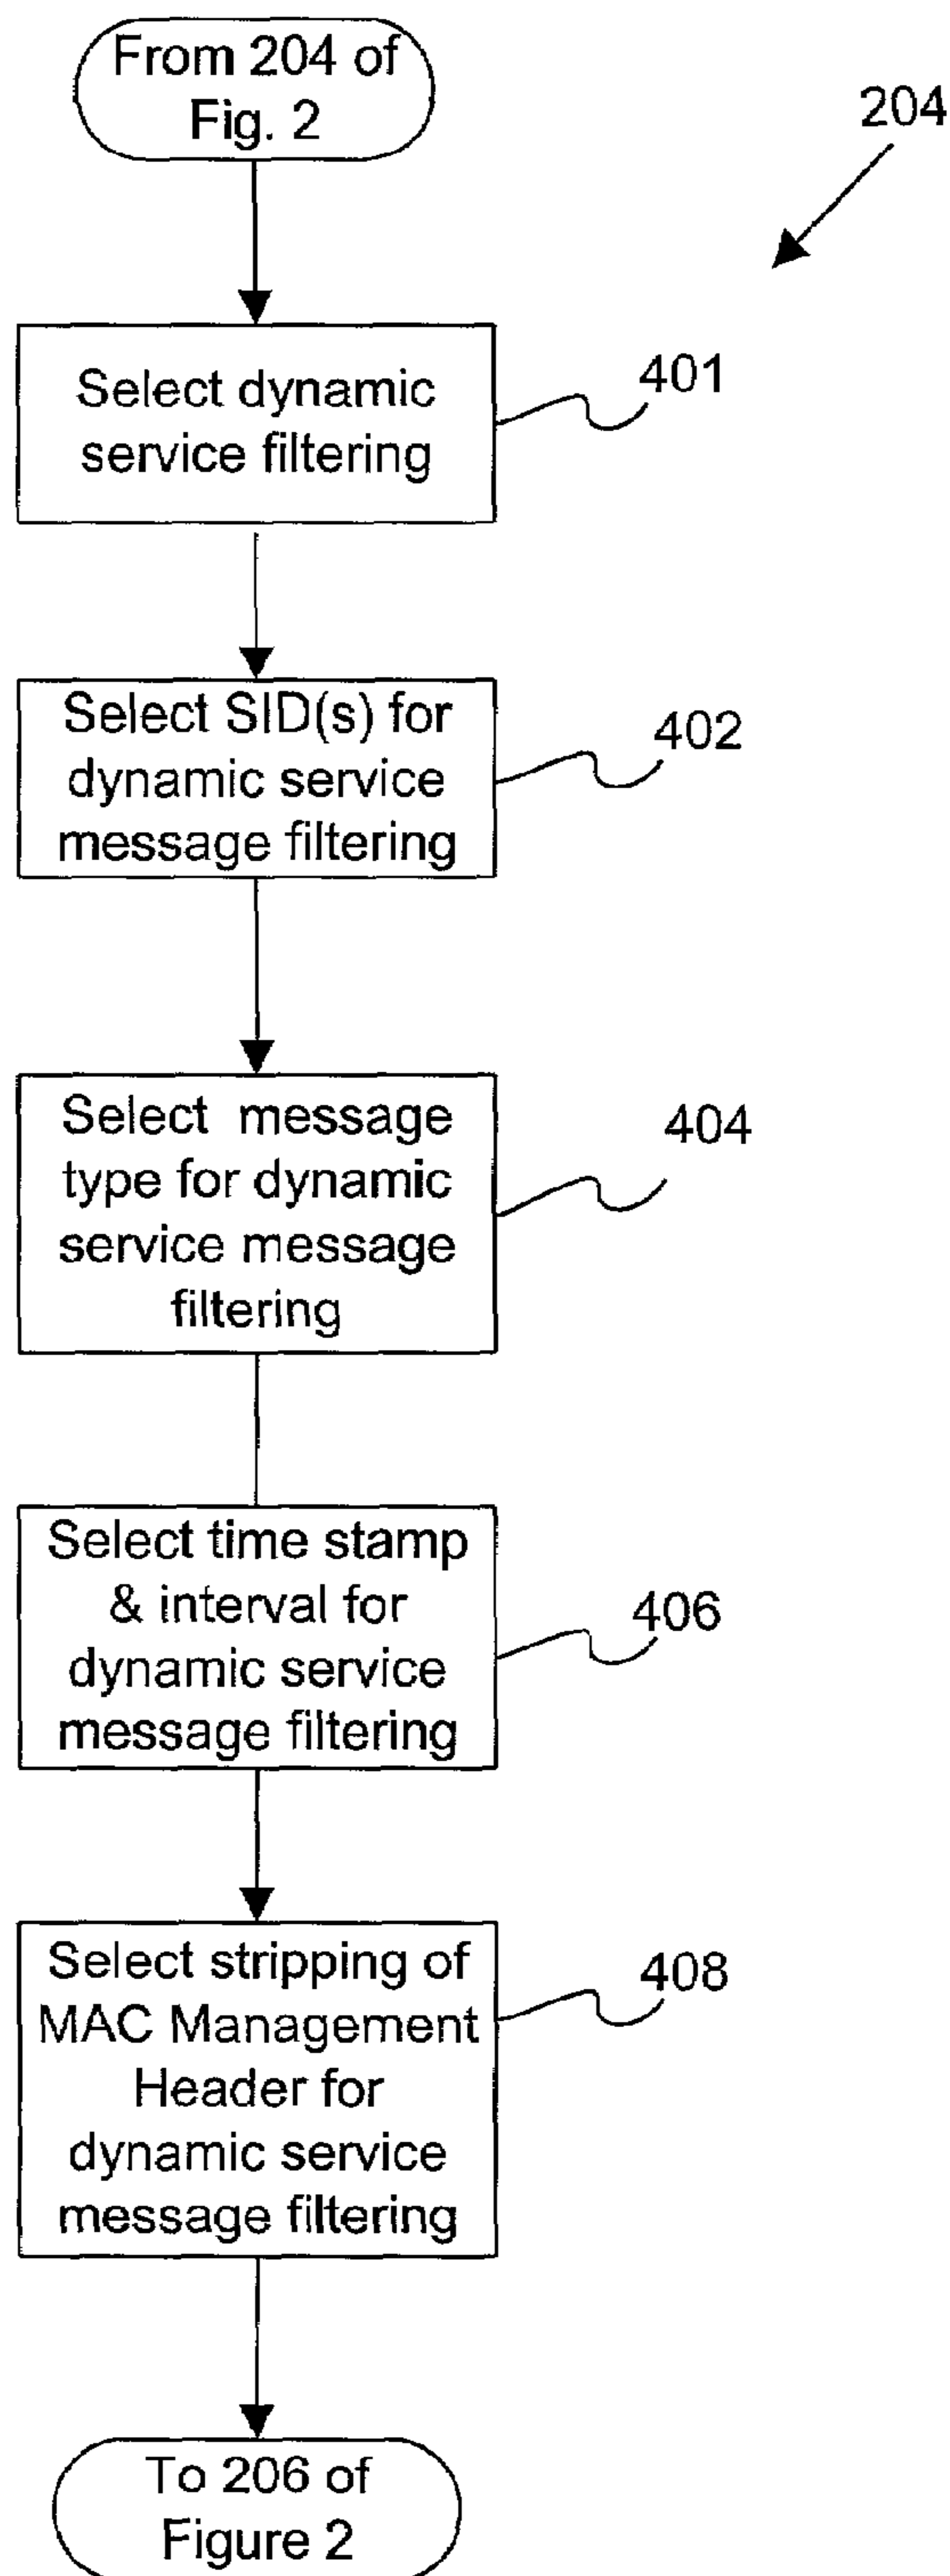 From 204 of
Fig. 2
204
Select dynamic
service filtering
401
Select SID(s) for
dynamic service
message filtering
402
Select message
type for dynamic
service message
filtering
404
Select time stamp
& interval for
dynamic service
message filtering
406
Select stripping of
MAC Management
Header for
dynamic service
message filtering
408
To 206 of
Figure 2